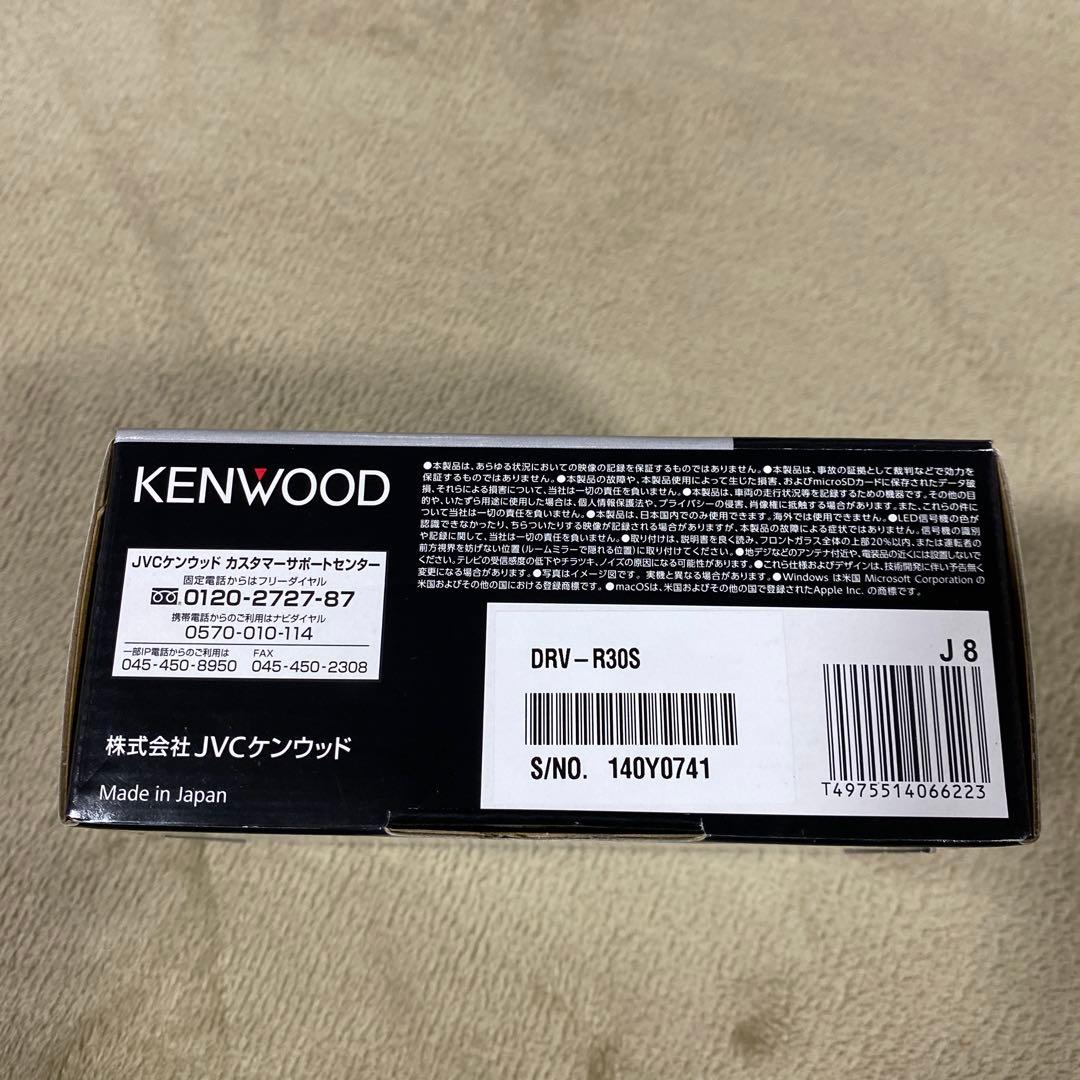 KENWOOD
JVCケンウッド カスタマーサポートセンター
固定電話からはフリーダイヤル
0120-2727-87
携帯電話からのご利用はナビダイヤル
0570-010-114
一部IP電話からのご利用は FAX
045-450-8950 045-450-2308
株式会社 JVCケンウッド
Made in Japan
●本製品は、あらゆる状況においての映像の記録を保証するものではありません。●本製品は、事故の証拠として裁判などで効力を
保証するものではありません。●本製品の故障や、本製品使用によって生じた損害、およびmicroSDカードに保存されたデータ破
損、それらによる損害について、当社は一切の責任を負いません。●本製品は、車両の走行状況等を記録するための機器です。その他の目
的や、いたずら用途に使用した場合は、個人情報保護法や、プライバシーの侵害、肖像権に抵触する場合があります。また、これらの件に
ついて当社は一切の責任を負いません。●本製品は、日本国内でのみ使用できます。海外では使用できません。●LED信号機の色が
認識できなかったり、ちらついたりする映像が記録される場合がありますが、本製品の故障による症状ではありません。信号機の識別
や記録に関して、当社は一切の責任を負いません。●取り付けは、説明書を良く読み、フロントガラス全体の上部20%以内、または運転者の
前方視界を妨げない位置(ルームミラーで隠れる位置)に取り付けてください。●地デジなどのアンテナ付近や、電装品の近くには設置しないで
ください。テレビの受信感度の低下やチラツキ、ノイズの原因になる可能性があります。●これら仕様およびデザインは、技術開発に伴い予告無く
変更になる場合があります。●写真はイメージ図です。実機と異なる場合があります。●Windows は米国 Microsoft Corporation の
米国およびその他の国における登録商標です。●macOSは、米国およびその他の国で登録されたApple Inc. の商標です。
DRV-R30S
S/NO. 140Y0741
J 8
T4975514066223